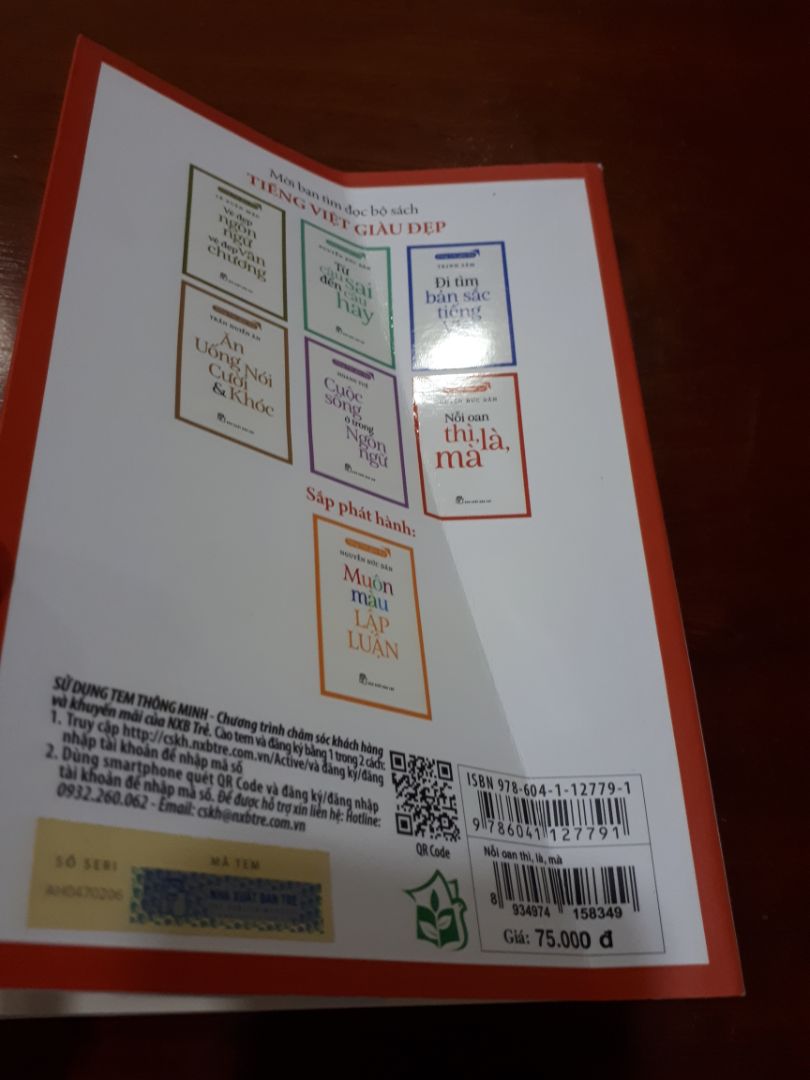 Mời bạn tìm đọc bộ sách
TIẾNG VIỆT GIÀU ĐẸP
Vẻ đẹp
ngôn
ngữ
vẻ đẹp văn
chương
NGUYỄN ĐỨC DÂN
Từ
câu sai
đến câu
hay
TRỊNH SÂM
Đi tìm
bản sắc
tiếng
TRẦN HUIỀN ÂN
Ăn
Uống Nói
Cười
& Khóc
HOÀNG TUỆ
Cuộc
sống
ở trong
Ngôn
ngữ
NGUYỄN ĐỨC DÂN
Nỗi oan
thì, là,
mà
Sắp phát hành:
NGUYỄN ĐỨC DÂN
Muôn
màu
LẬP
LUẬN
SỬ DỤNG TEM THÔNG MINH - Chương trình chăm sóc khách hàng
và khuyến mãi của NXB Trẻ. Cào tem và đăng ký bằng 1 trong 2 cách:
1. Truy cập http://cskh.nxbtre.com.vn/Active/và đăng ký/đăng
nhập tài khoản để nhập mã số
2. Dùng smartphone quét QR Code và đăng ký/đăng nhập
tài khoản để nhập mã số. Để được hỗ trợ xin liên hệ: Hotline:
0932.260.062 - Email: cskh@nxbtre.com.vn
QR Code
SỐ SERI
MÃ TEM
AH0470206
NHÀ XUẤT BẢN TRẺ
ISBN 978-604-1-12779-1
9 786041 127791
Nỗi oan thì, là, mà
8 934974 158349
Giá: 75.000 đ